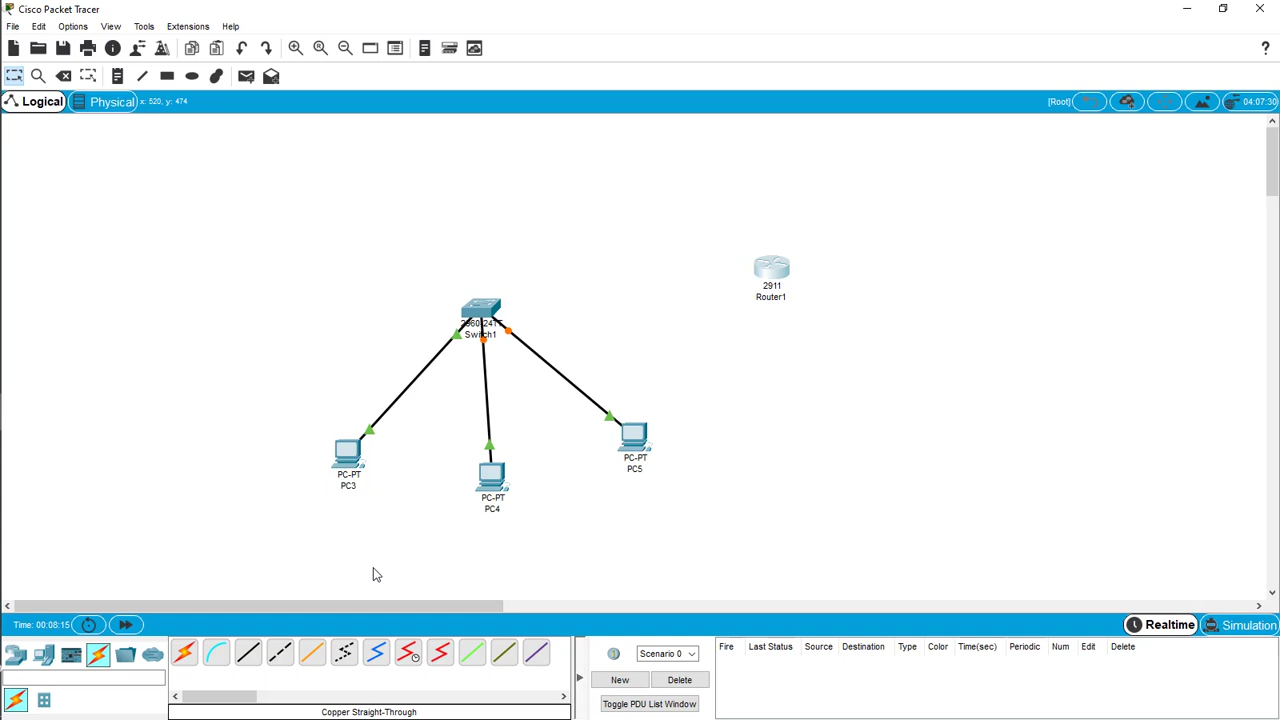 Cisco Packet Tracer
File Edit Options View Tools Extensions Help
?
Logical Physical x: 520, y: 474 [Root] 04:07:30
2911
Router1
2960-24TT
Switch1
PC-PT
PC3
PC-PT
PC4
PC-PT
PC5
Time: 00:08:15 Realtime Simulation
Scenario 0
New Delete
Toggle PDU List Window
Fire Last Status Source Destination Type Color Time(sec) Periodic Num Edit Delete
Copper Straight-Through